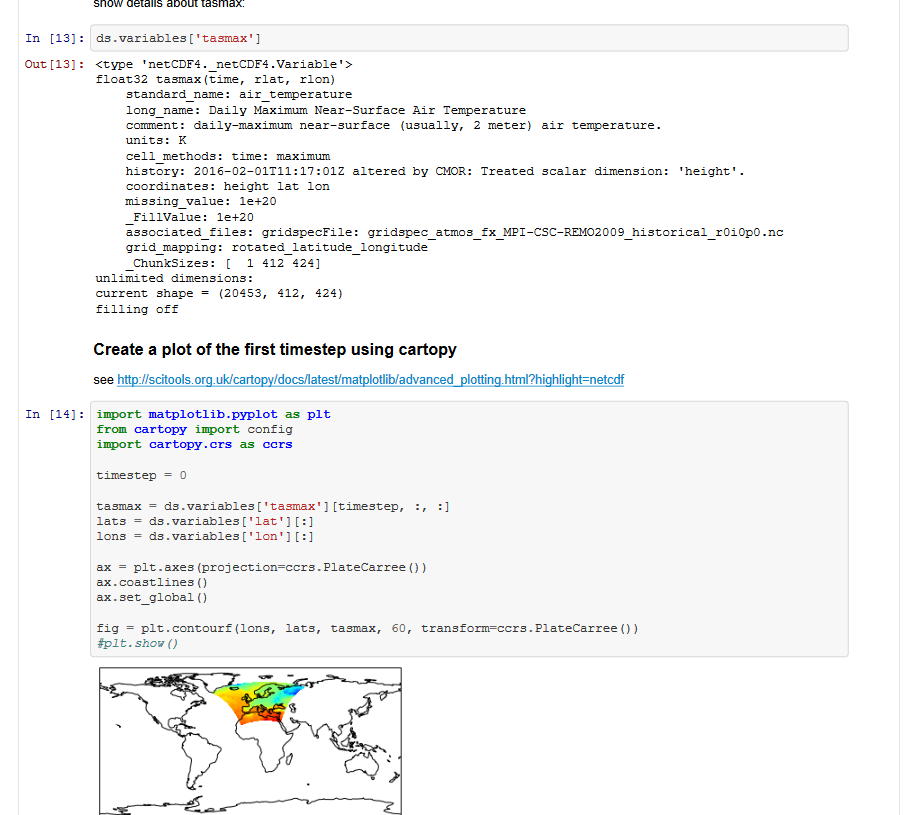 show details about tasmax:
In [13]: ds.variables['tasmax']
Out[13]: <type 'netCDF4._netCDF4.Variable'>
float32 tasmax(time, rlat, rlon)
    standard_name: air_temperature
    long_name: Daily Maximum Near-Surface Air Temperature
    comment: daily-maximum near-surface (usually, 2 meter) air temperature.
    units: K
    cell_methods: time: maximum
    history: 2016-02-01T11:17:01Z altered by CMOR: Treated scalar dimension: 'height'.
    coordinates: height lat lon
    missing_value: 1e+20
    _FillValue: 1e+20
    associated_files: gridspecFile: gridspec_atmos_fx_MPI-CSC-REMO2009_historical_r0i0p0.nc
    grid_mapping: rotated_latitude_longitude
    _ChunkSizes: [  1 412 424]
unlimited dimensions:
current shape = (20453, 412, 424)
filling off
Create a plot of the first timestep using cartopy
see http://scitools.org.uk/cartopy/docs/latest/matplotlib/advanced_plotting.html?highlight=netcdf
In [14]: import matplotlib.pyplot as plt
from cartopy import config
import cartopy.crs as ccrs
timestep = 0
tasmax = ds.variables['tasmax'][timestep, :, :]
lats = ds.variables['lat'][:]
lons = ds.variables['lon'][:]
ax = plt.axes(projection=ccrs.PlateCarree())
ax.coastlines()
ax.set_global()
fig = plt.contourf(lons, lats, tasmax, 60, transform=ccrs.PlateCarree())
#plt.show()